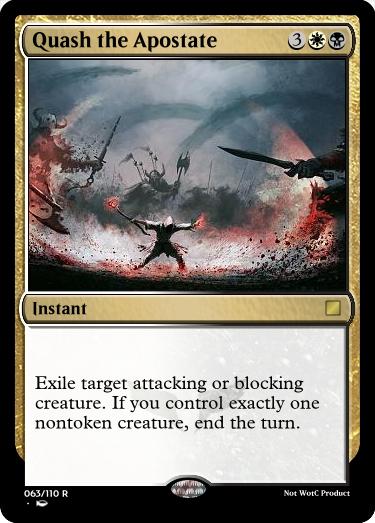 Quash the Apostate 3
Instant
Exile target attacking or blocking
creature. If you control exactly one
nontoken creature, end the turn.
063/110 R
Not WotC Product